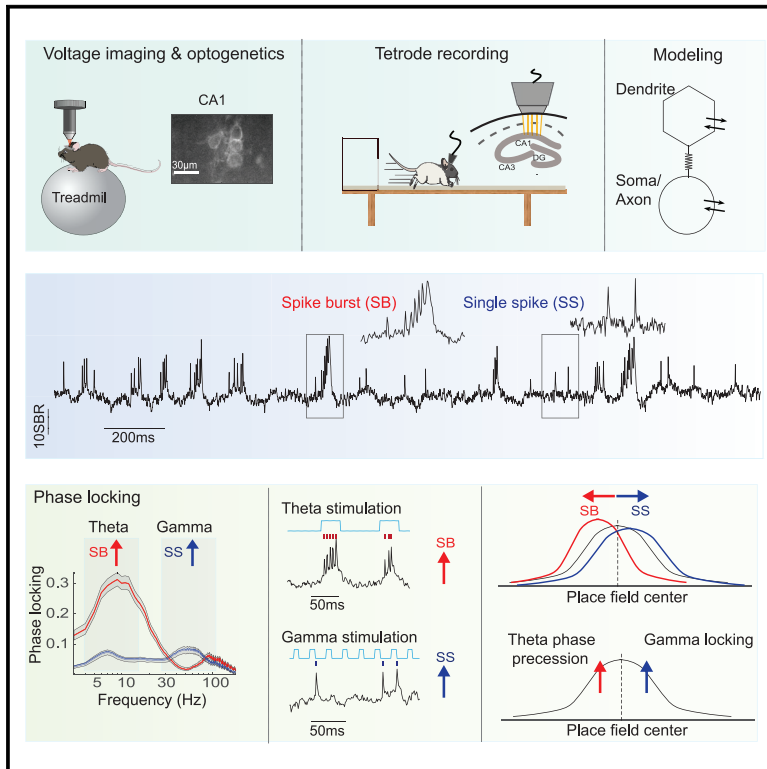 Voltage imaging & optogenetics
Tetrode recording
Modeling
CA1
30µm
Treadmil
CA1
CA3
DG
Dendrite
Soma/
Axon
Spike burst (SB)
Single spike (SS)
10SBR
200ms
Phase locking
Theta
Gamma
SB
SS
0.3
0.2
0.1
Phase locking
5
10
30
100
Frequency (Hz)
Theta stimulation
SB
50ms
Gamma stimulation
SS
50ms
SB
SS
Place field center
Theta phase
precession
Gamma locking
Place field center